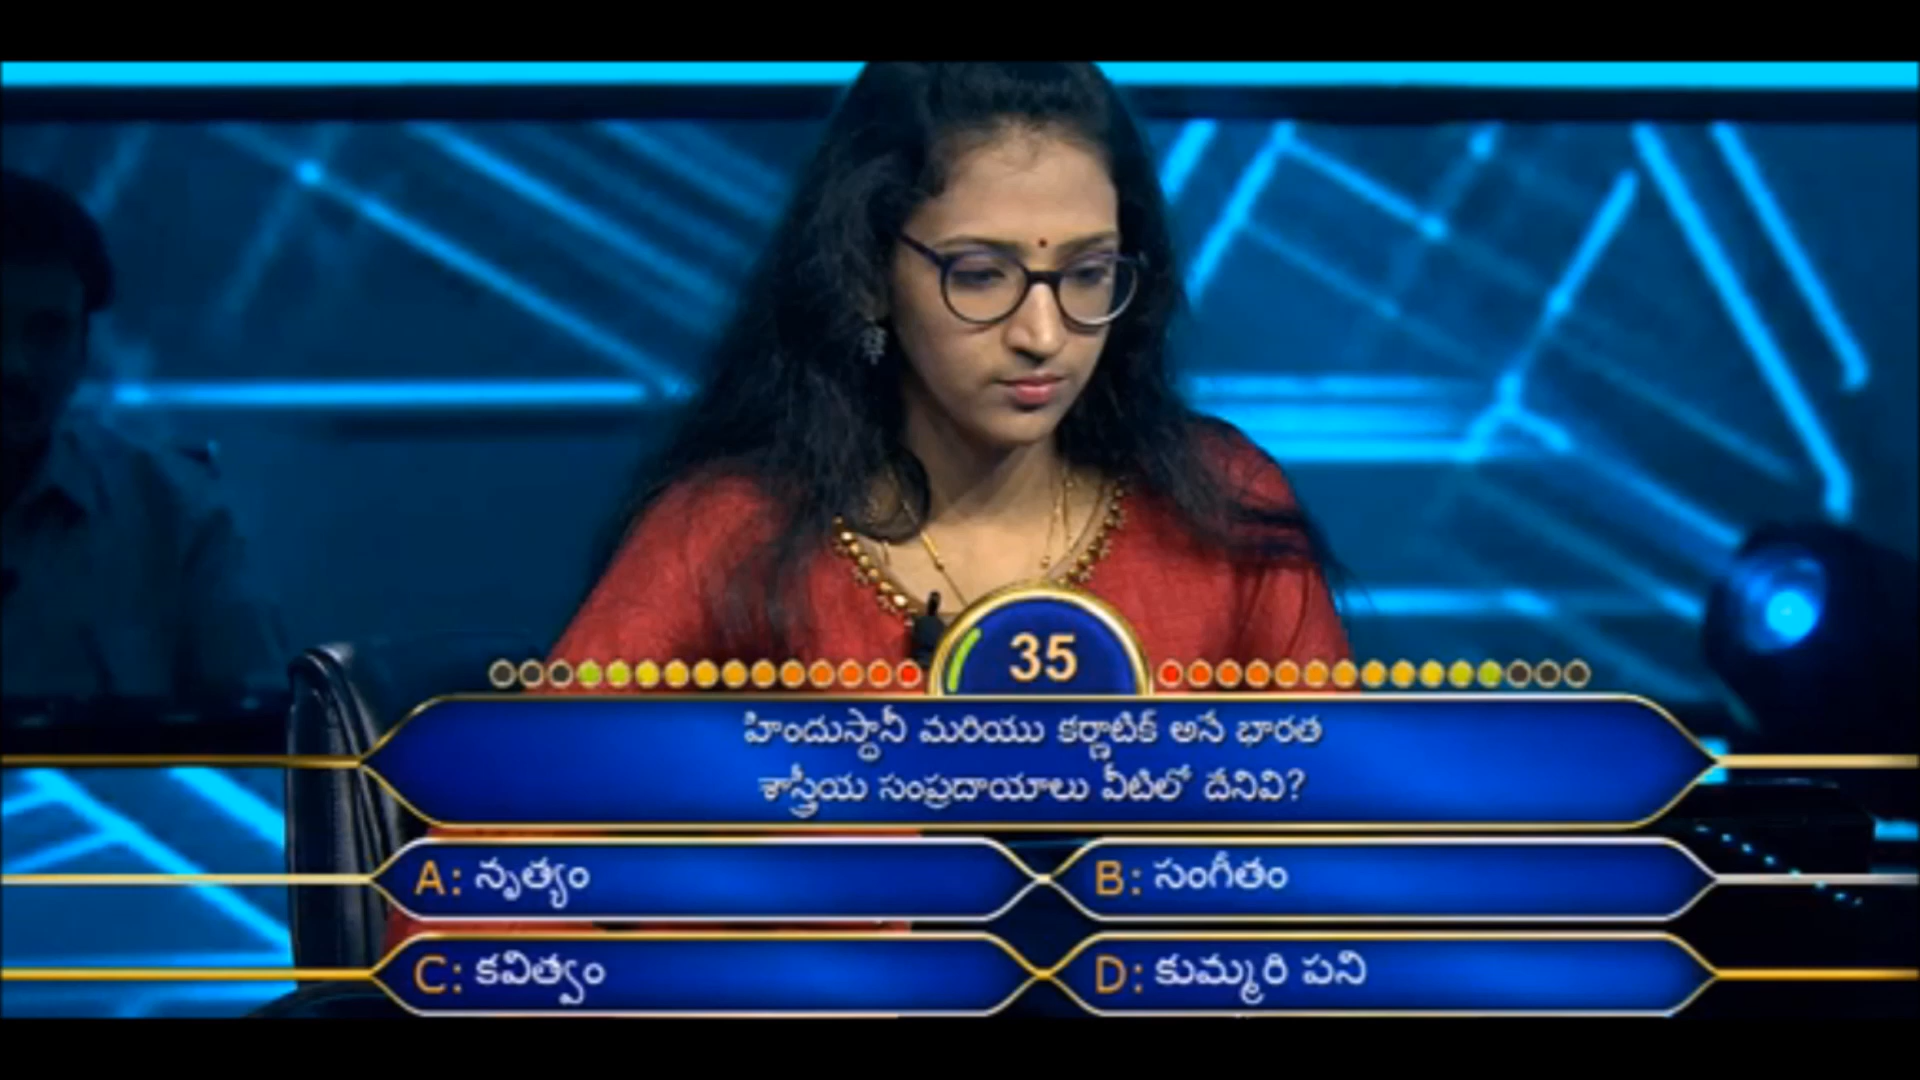 35
హిందుస్థానీ మరియు కర్ణాటిక్ అనే భారత
శాస్త్రీయ సంప్రదాయాలు వీటిలో దేనివి?
A: నృత్యం
B: సంగీతం
C: కవిత్వం
D: కుమ్మరి పని